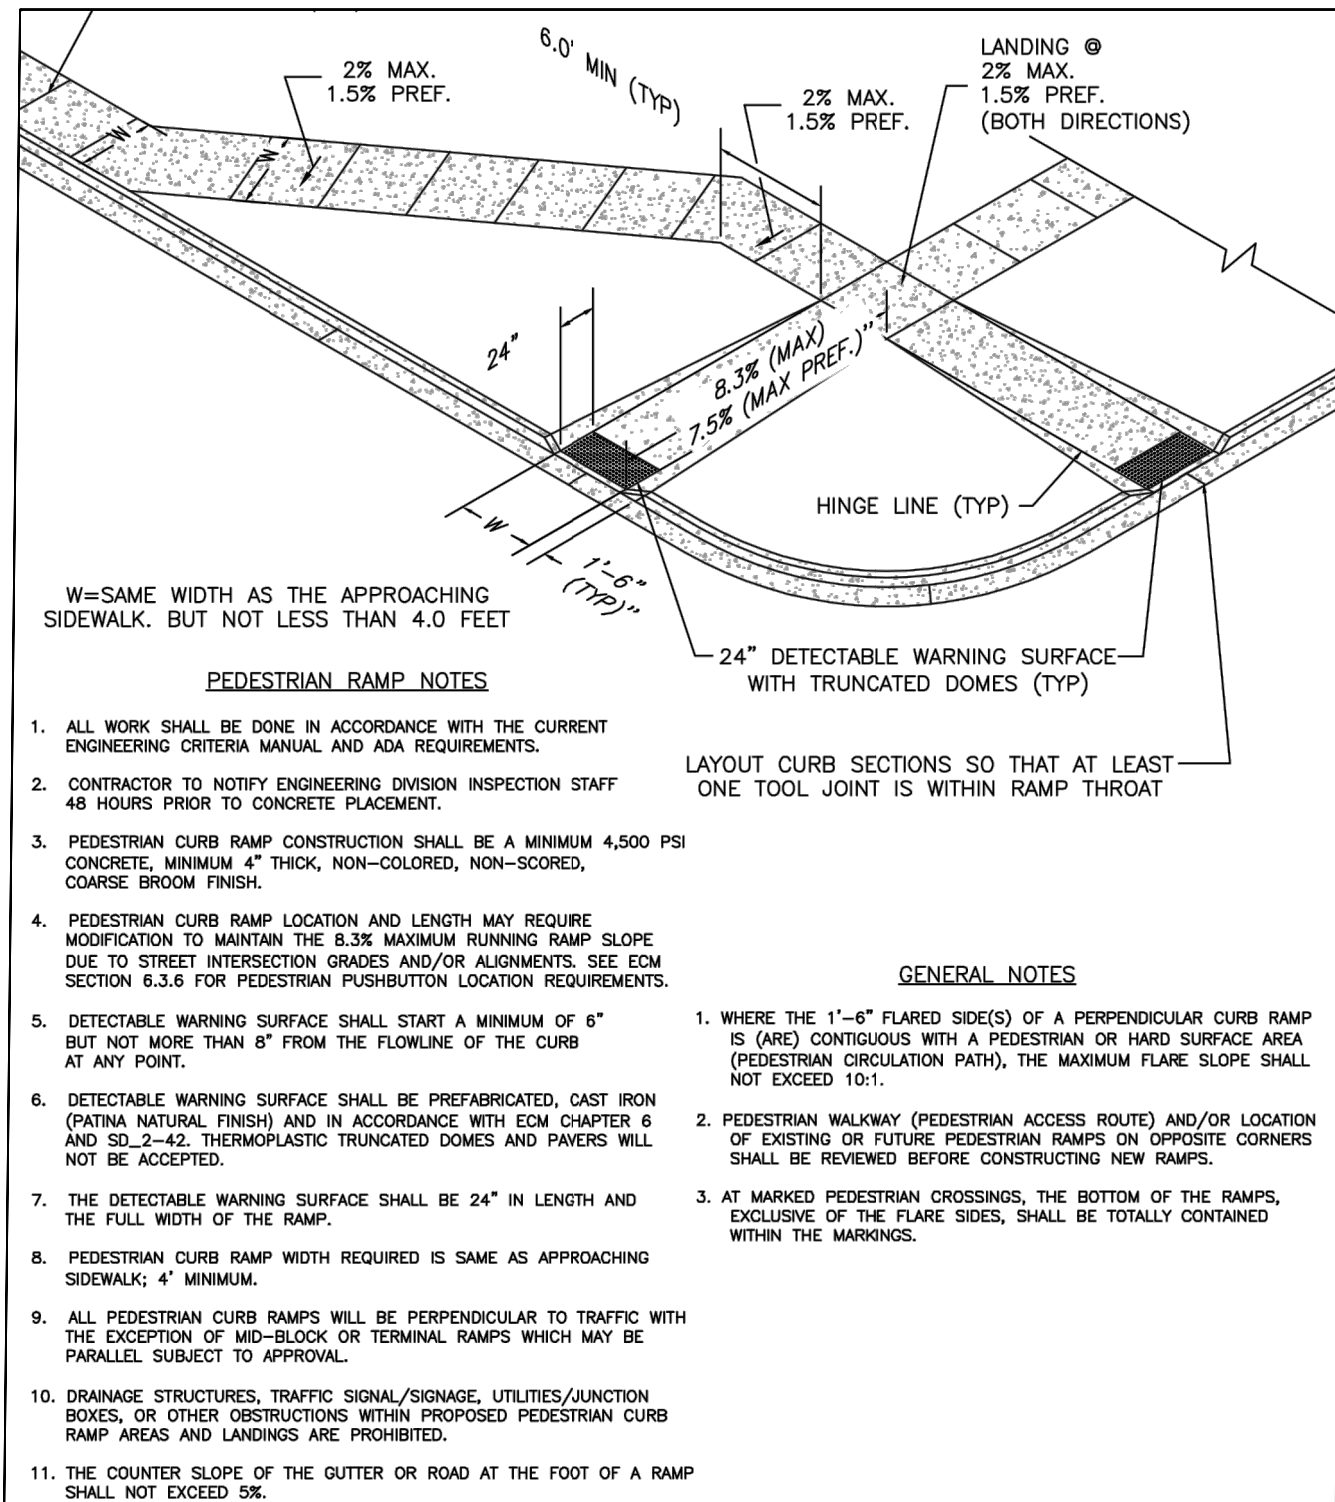 2% MAX.
1.5% PREF.
6.0' MIN (TYP)
2% MAX.
1.5% PREF.
LANDING @
2% MAX.
1.5% PREF.
(BOTH DIRECTIONS)
W
W
24"
8.3% (MAX)
7.5% (MAX PREF.)"
HINGE LINE (TYP)
W
1'-6"
(TYP)"
W=SAME WIDTH AS THE APPROACHING
SIDEWALK. BUT NOT LESS THAN 4.0 FEET
24" DETECTABLE WARNING SURFACE
WITH TRUNCATED DOMES (TYP)
LAYOUT CURB SECTIONS SO THAT AT LEAST
ONE TOOL JOINT IS WITHIN RAMP THROAT
PEDESTRIAN RAMP NOTES
1. ALL WORK SHALL BE DONE IN ACCORDANCE WITH THE CURRENT
ENGINEERING CRITERIA MANUAL AND ADA REQUIREMENTS.
2. CONTRACTOR TO NOTIFY ENGINEERING DIVISION INSPECTION STAFF
48 HOURS PRIOR TO CONCRETE PLACEMENT.
3. PEDESTRIAN CURB RAMP CONSTRUCTION SHALL BE A MINIMUM 4,500 PSI
CONCRETE, MINIMUM 4" THICK, NON-COLORED, NON-SCORED,
COARSE BROOM FINISH.
4. PEDESTRIAN CURB RAMP LOCATION AND LENGTH MAY REQUIRE
MODIFICATION TO MAINTAIN THE 8.3% MAXIMUM RUNNING RAMP SLOPE
DUE TO STREET INTERSECTION GRADES AND/OR ALIGNMENTS. SEE ECM
SECTION 6.3.6 FOR PEDESTRIAN PUSHBUTTON LOCATION REQUIREMENTS.
5. DETECTABLE WARNING SURFACE SHALL START A MINIMUM OF 6"
BUT NOT MORE THAN 8" FROM THE FLOWLINE OF THE CURB
AT ANY POINT.
6. DETECTABLE WARNING SURFACE SHALL BE PREFABRICATED, CAST IRON
(PATINA NATURAL FINISH) AND IN ACCORDANCE WITH ECM CHAPTER 6
AND SD_2-42. THERMOPLASTIC TRUNCATED DOMES AND PAVERS WILL
NOT BE ACCEPTED.
7. THE DETECTABLE WARNING SURFACE SHALL BE 24" IN LENGTH AND
THE FULL WIDTH OF THE RAMP.
8. PEDESTRIAN CURB RAMP WIDTH REQUIRED IS SAME AS APPROACHING
SIDEWALK; 4' MINIMUM.
9. ALL PEDESTRIAN CURB RAMPS WILL BE PERPENDICULAR TO TRAFFIC WITH
THE EXCEPTION OF MID-BLOCK OR TERMINAL RAMPS WHICH MAY BE
PARALLEL SUBJECT TO APPROVAL.
10. DRAINAGE STRUCTURES, TRAFFIC SIGNAL/SIGNAGE, UTILITIES/JUNCTION
BOXES, OR OTHER OBSTRUCTIONS WITHIN PROPOSED PEDESTRIAN CURB
RAMP AREAS AND LANDINGS ARE PROHIBITED.
11. THE COUNTER SLOPE OF THE GUTTER OR ROAD AT THE FOOT OF A RAMP
SHALL NOT EXCEED 5%.
GENERAL NOTES
1. WHERE THE 1'-6" FLARED SIDE(S) OF A PERPENDICULAR CURB RAMP
IS (ARE) CONTIGUOUS WITH A PEDESTRIAN OR HARD SURFACE AREA
(PEDESTRIAN CIRCULATION PATH), THE MAXIMUM FLARE SLOPE SHALL
NOT EXCEED 10:1.
2. PEDESTRIAN WALKWAY (PEDESTRIAN ACCESS ROUTE) AND/OR LOCATION
OF EXISTING OR FUTURE PEDESTRIAN RAMPS ON OPPOSITE CORNERS
SHALL BE REVIEWED BEFORE CONSTRUCTING NEW RAMPS.
3. AT MARKED PEDESTRIAN CROSSINGS, THE BOTTOM OF THE RAMPS,
EXCLUSIVE OF THE FLARE SIDES, SHALL BE TOTALLY CONTAINED
WITHIN THE MARKINGS.